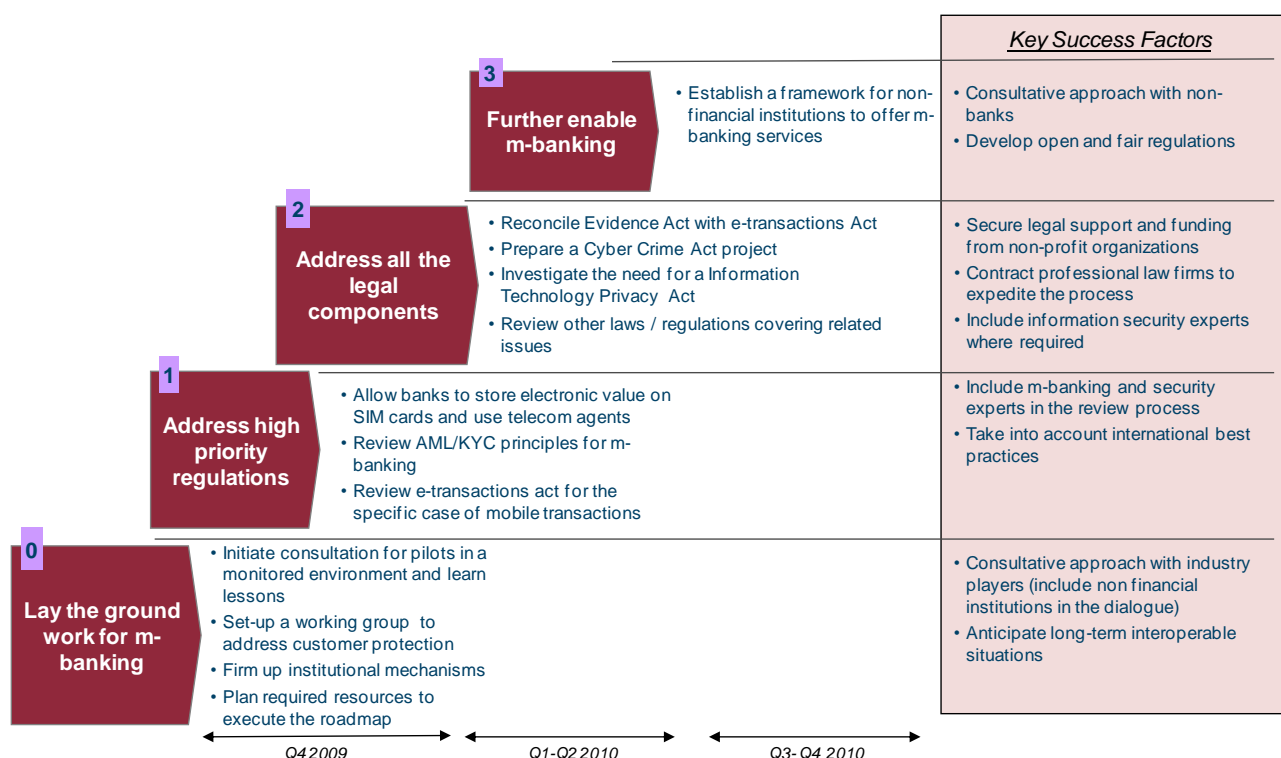 Key Success Factors
3
Further enable
m-banking
• Establish a framework for non-
financial institutions to offer m-
banking services
• Consultative approach with non-
banks
• Develop open and fair regulations
2
Address all the
legal
components
• Reconcile Evidence Act with e-transactions Act
• Prepare a Cyber Crime Act project
• Investigate the need for a Information
Technology Privacy Act
• Review other laws / regulations covering related
issues
• Secure legal support and funding
from non-profit organizations
• Contract professional law firms to
expedite the process
• Include information security experts
where required
1
Address high
priority
regulations
• Allow banks to store electronic value on
SIM cards and use telecom agents
• Review AML/KYC principles for m-
banking
• Review e-transactions act for the
specific case of mobile transactions
• Include m-banking and security
experts in the review process
• Take into account international best
practices
0
Lay the ground
work for m-
banking
• Initiate consultation for pilots in a
monitored environment and learn
lessons
• Set-up a working group to
address customer protection
• Firm up institutional mechanisms
• Plan required resources to
execute the roadmap
• Consultative approach with industry
players (include non financial
institutions in the dialogue)
• Anticipate long-term interoperable
situations
Q4 2009
Q1-Q2 2010
Q3-Q4 2010